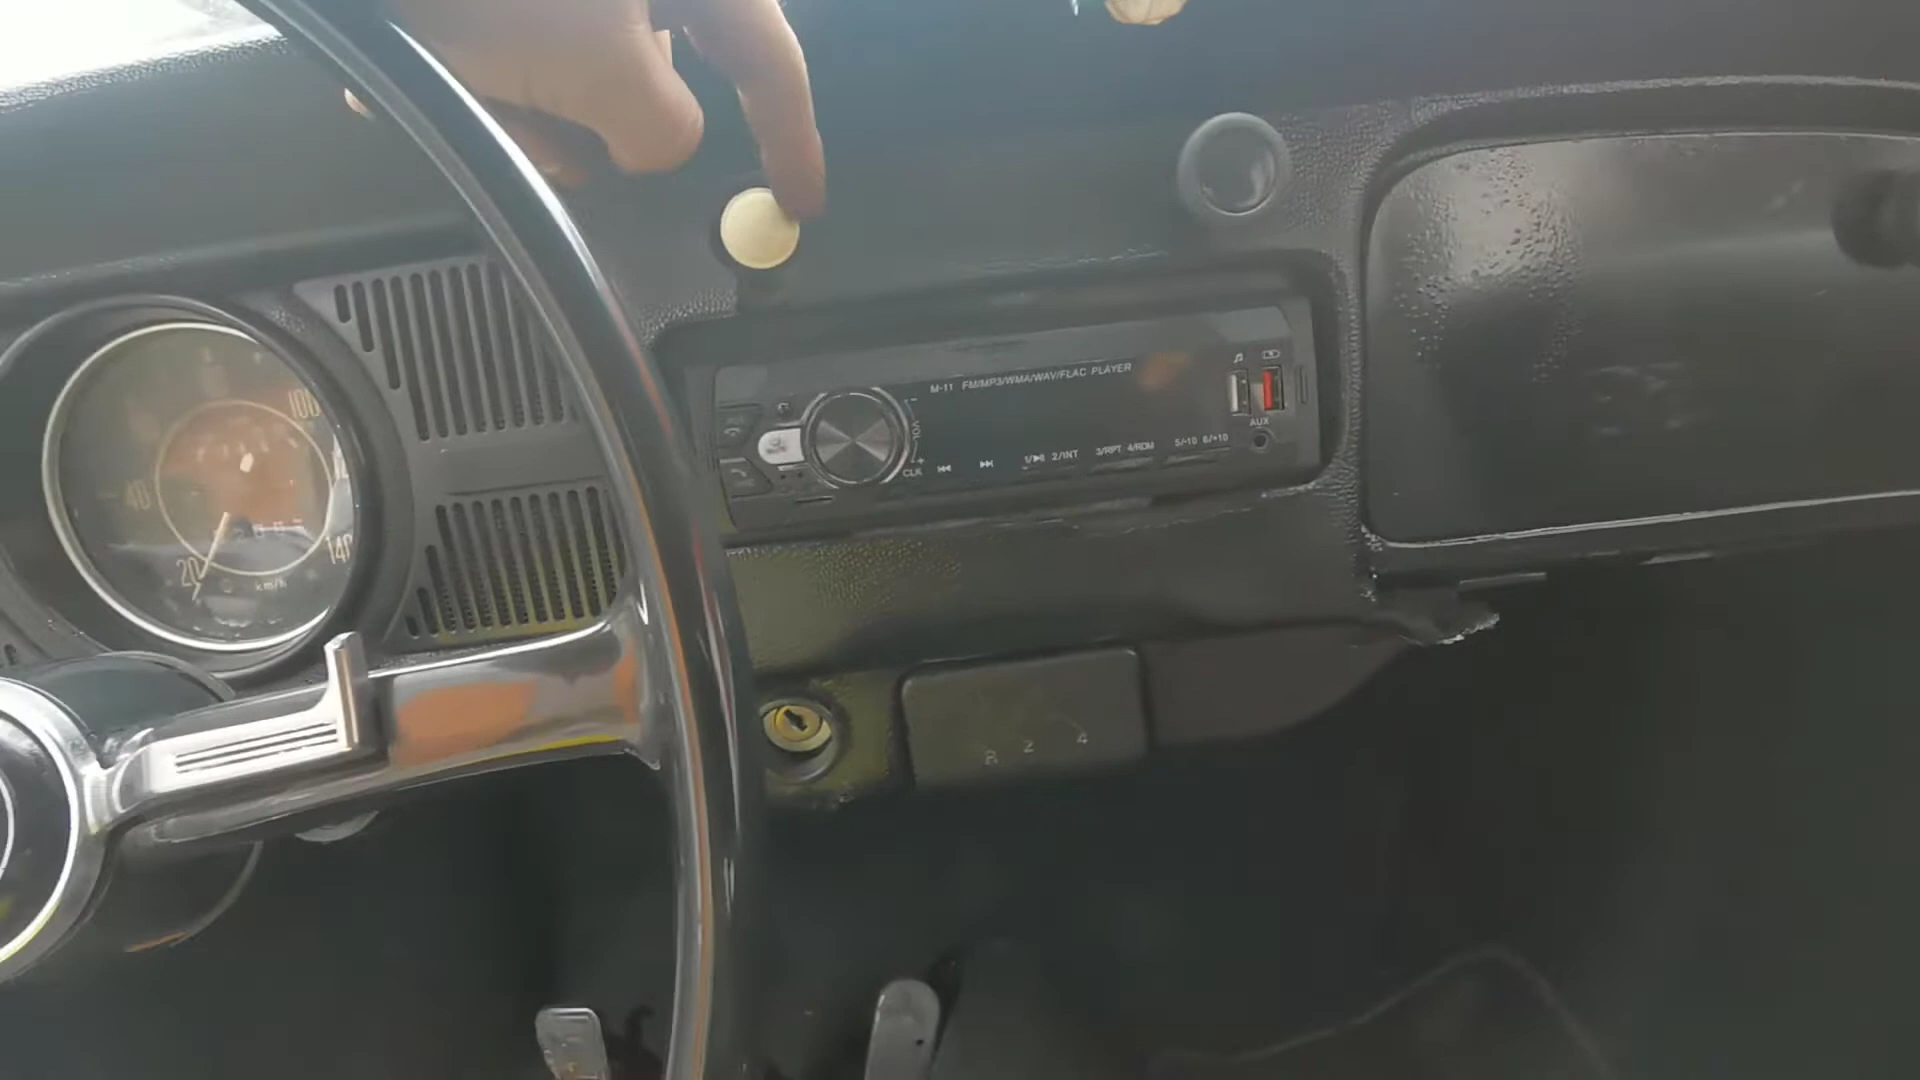 M-11 FM/MP3/WMA/WAV/FLAC PLAYER
VOL
AUX
CLK
1/ 2/INT 3/RPT 4/RDM 5/-10 6/+10
100
40
20
140
km/h
R 2 4